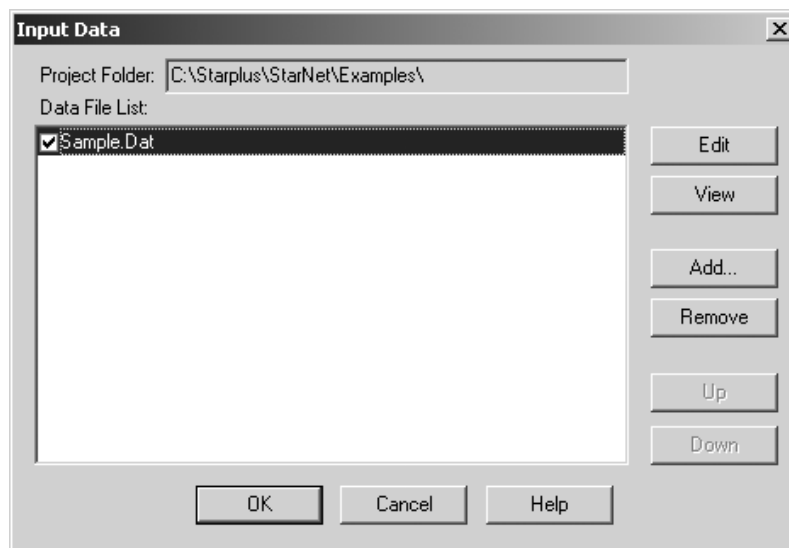 Input Data
Project Folder: C:\Starplus\StarNet\Examples\
Data File List:
Sample.Dat
Edit
View
Add...
Remove
Up
Down
OK Cancel Help